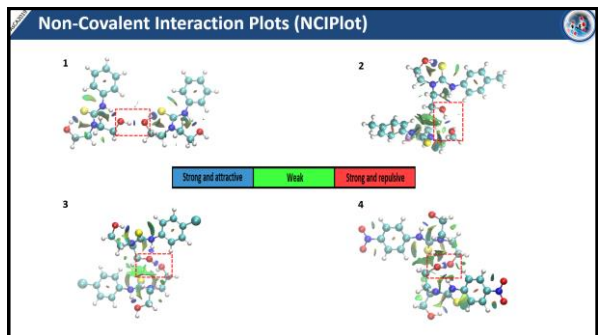 Non-Covalent Interaction Plots (NCIPlot)
1
2
Strong and attractive
Weak
Strong and repulsive
3
4